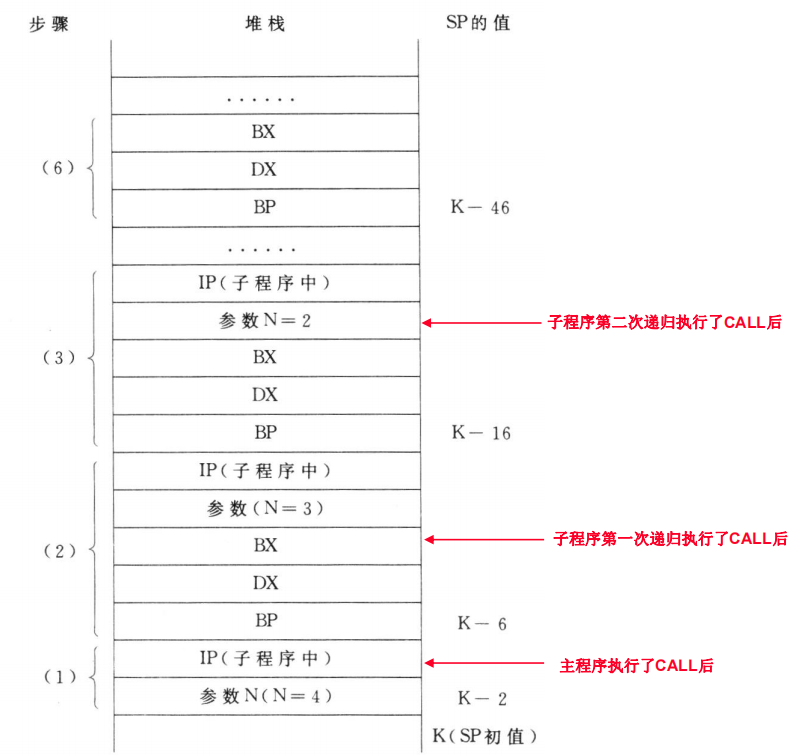 步骤 堆栈 SP的值
......
BX
DX
(6)
BP K－ 46
......
IP(子程序中)
参数N＝2 子程序第二次递归执行了CALL后
(3) BX
DX
BP K－ 16
IP(子程序中)
参数(N＝3)
(2) BX 子程序第一次递归执行了CALL后
DX
BP K－ 6
IP(子程序中) 主程序执行了CALL后
(1)
参数N(N＝4) K－2
K(SP初值)